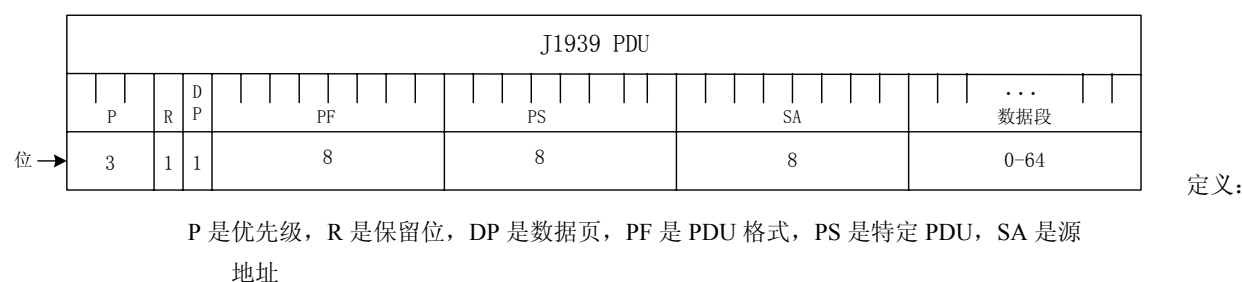 J1939 PDU
P R DP PF PS SA ... 数据段
位 3 1 1 8 8 8 0-64
定义：
P 是优先级，R 是保留位，DP 是数据页，PF 是 PDU 格式，PS 是特定 PDU，SA 是源
地址